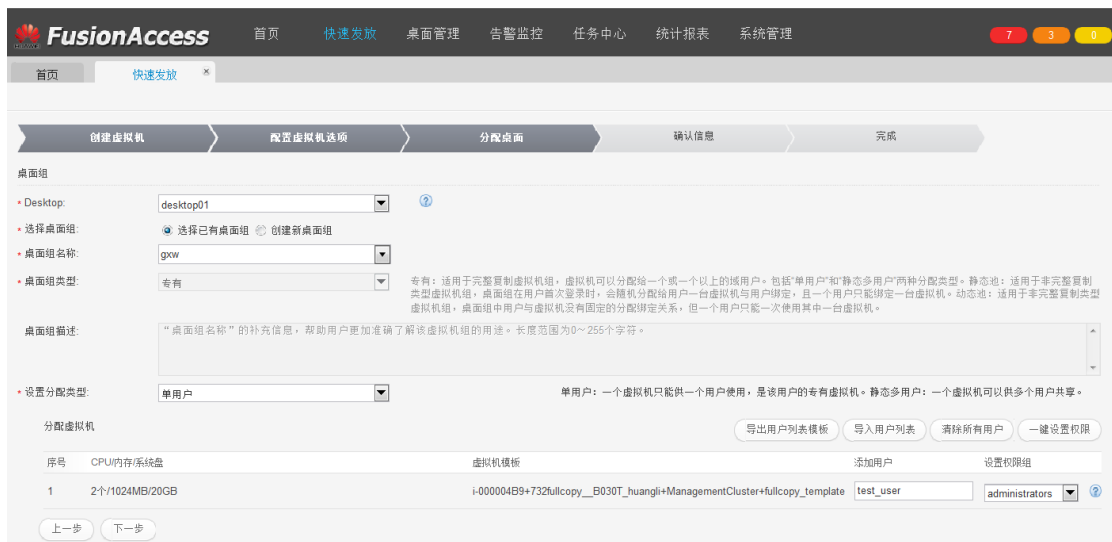 HUAWEI FusionAccess 首页 快速发放 桌面管理 告警监控 任务中心 统计报表 系统管理 7 3 0
首页 快速发放
创建虚拟机 配置虚拟机选项 分配桌面 确认信息 完成
桌面组
* Desktop: desktop01
* 选择桌面组: 选择已有桌面组 创建新桌面组
* 桌面组名称: gxw
* 桌面组类型: 专有
专有：适用于完整复制虚拟机组，虚拟机可以分配给一个或一个以上的域用户。包括“单用户”和“静态多用户”两种分配类型。静态池：适用于非完整复制
类型虚拟机组，桌面组在用户首次登录时，会随机分配给用户一台虚拟机与用户绑定，且一个用户只能绑定一台虚拟机。动态池：适用于非完整复制类型
虚拟机组，桌面组中用户与虚拟机没有固定的分配绑定关系，但一个用户只能一次使用其中一台虚拟机。
桌面组描述: “桌面组名称”的补充信息，帮助用户更加准确了解该虚拟机组的用途。长度范围为0～255个字符。
* 设置分配类型: 单用户 单用户：一个虚拟机只能供一个用户使用，是该用户的专有虚拟机。静态多用户：一个虚拟机可以供多个用户共享。
分配虚拟机 导出用户列表模板 导入用户列表 清除所有用户 一键设置权限
序号 CPU/内存/系统盘 虚拟机模板 添加用户 设置权限组
1 2个/1024MB/20GB i-000004B9+732fullcopy__B030T_huangli+ManagementCluster+fullcopy_template test_user administrators
上一步 下一步